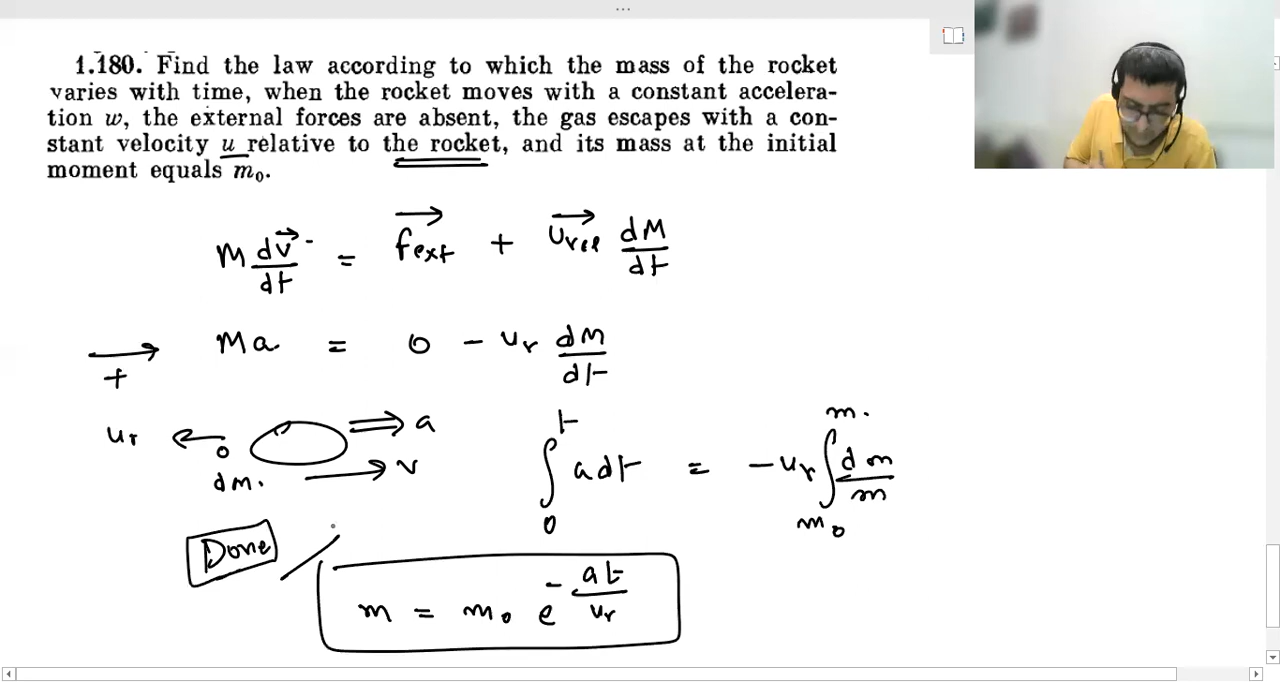 1.180. Find the law according to which the mass of the rocket
varies with time, when the rocket moves with a constant accelera-
tion w, the external forces are absent, the gas escapes with a con-
stant velocity u relative to the rocket, and its mass at the initial
moment equals m₀.
M dv⃗/dt = f⃗ext + u⃗rel dM/dt
→ + Ma = 0 - ur dM/dt
ur ← dm. ⇒ a → v
∫₀ᵗ a dt = -ur ∫ₘ₀ᵐ dm/m
Done
m = m₀ e^(-at/ur)